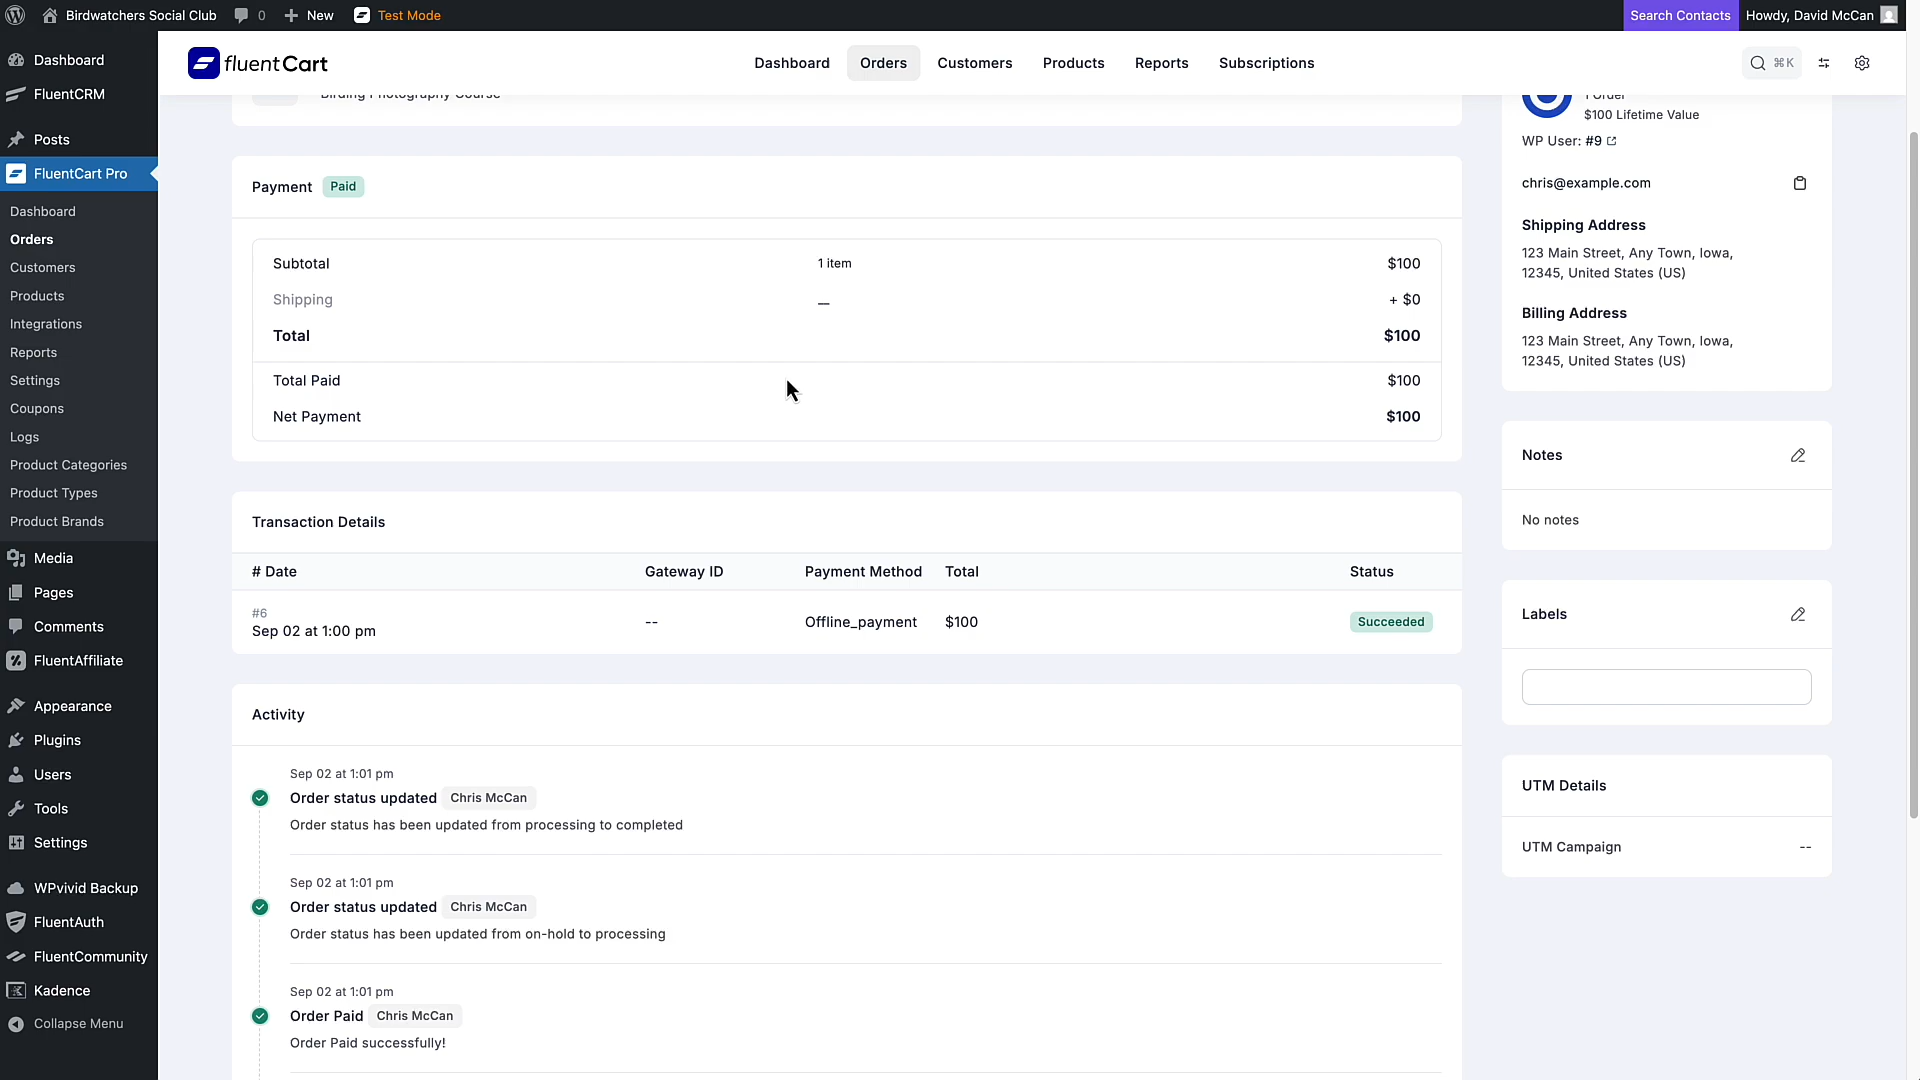 Birdwatchers Social Club
0
New
Test Mode
Search Contacts
Howdy, David McCan
Dashboard
FluentCRM
Posts
FluentCart Pro
Dashboard
Orders
Customers
Products
Integrations
Reports
Settings
Coupons
Logs
Product Categories
Product Types
Product Brands
Media
Pages
Comments
FluentAffiliate
Appearance
Plugins
Users
Tools
Settings
WPvivid Backup
FluentAuth
FluentCommunity
Kadence
Collapse Menu
fluentCart
Dashboard
Orders
Customers
Products
Reports
Subscriptions
⌘K
Birding Photography Course
Payment
Paid
Subtotal 1 item $100
Shipping — + $0
Total $100
Total Paid $100
Net Payment $100
Transaction Details
# Date Gateway ID Payment Method Total Status
#6
Sep 02 at 1:00 pm -- Offline_payment $100 Succeeded
Activity
Sep 02 at 1:01 pm
Order status updated Chris McCan
Order status has been updated from processing to completed
Sep 02 at 1:01 pm
Order status updated Chris McCan
Order status has been updated from on-hold to processing
Sep 02 at 1:01 pm
Order Paid Chris McCan
Order Paid successfully!
1 Order
$100 Lifetime Value
WP User: #9
chris@example.com
Shipping Address
123 Main Street, Any Town, Iowa,
12345, United States (US)
Billing Address
123 Main Street, Any Town, Iowa,
12345, United States (US)
Notes
No notes
Labels
UTM Details
UTM Campaign --